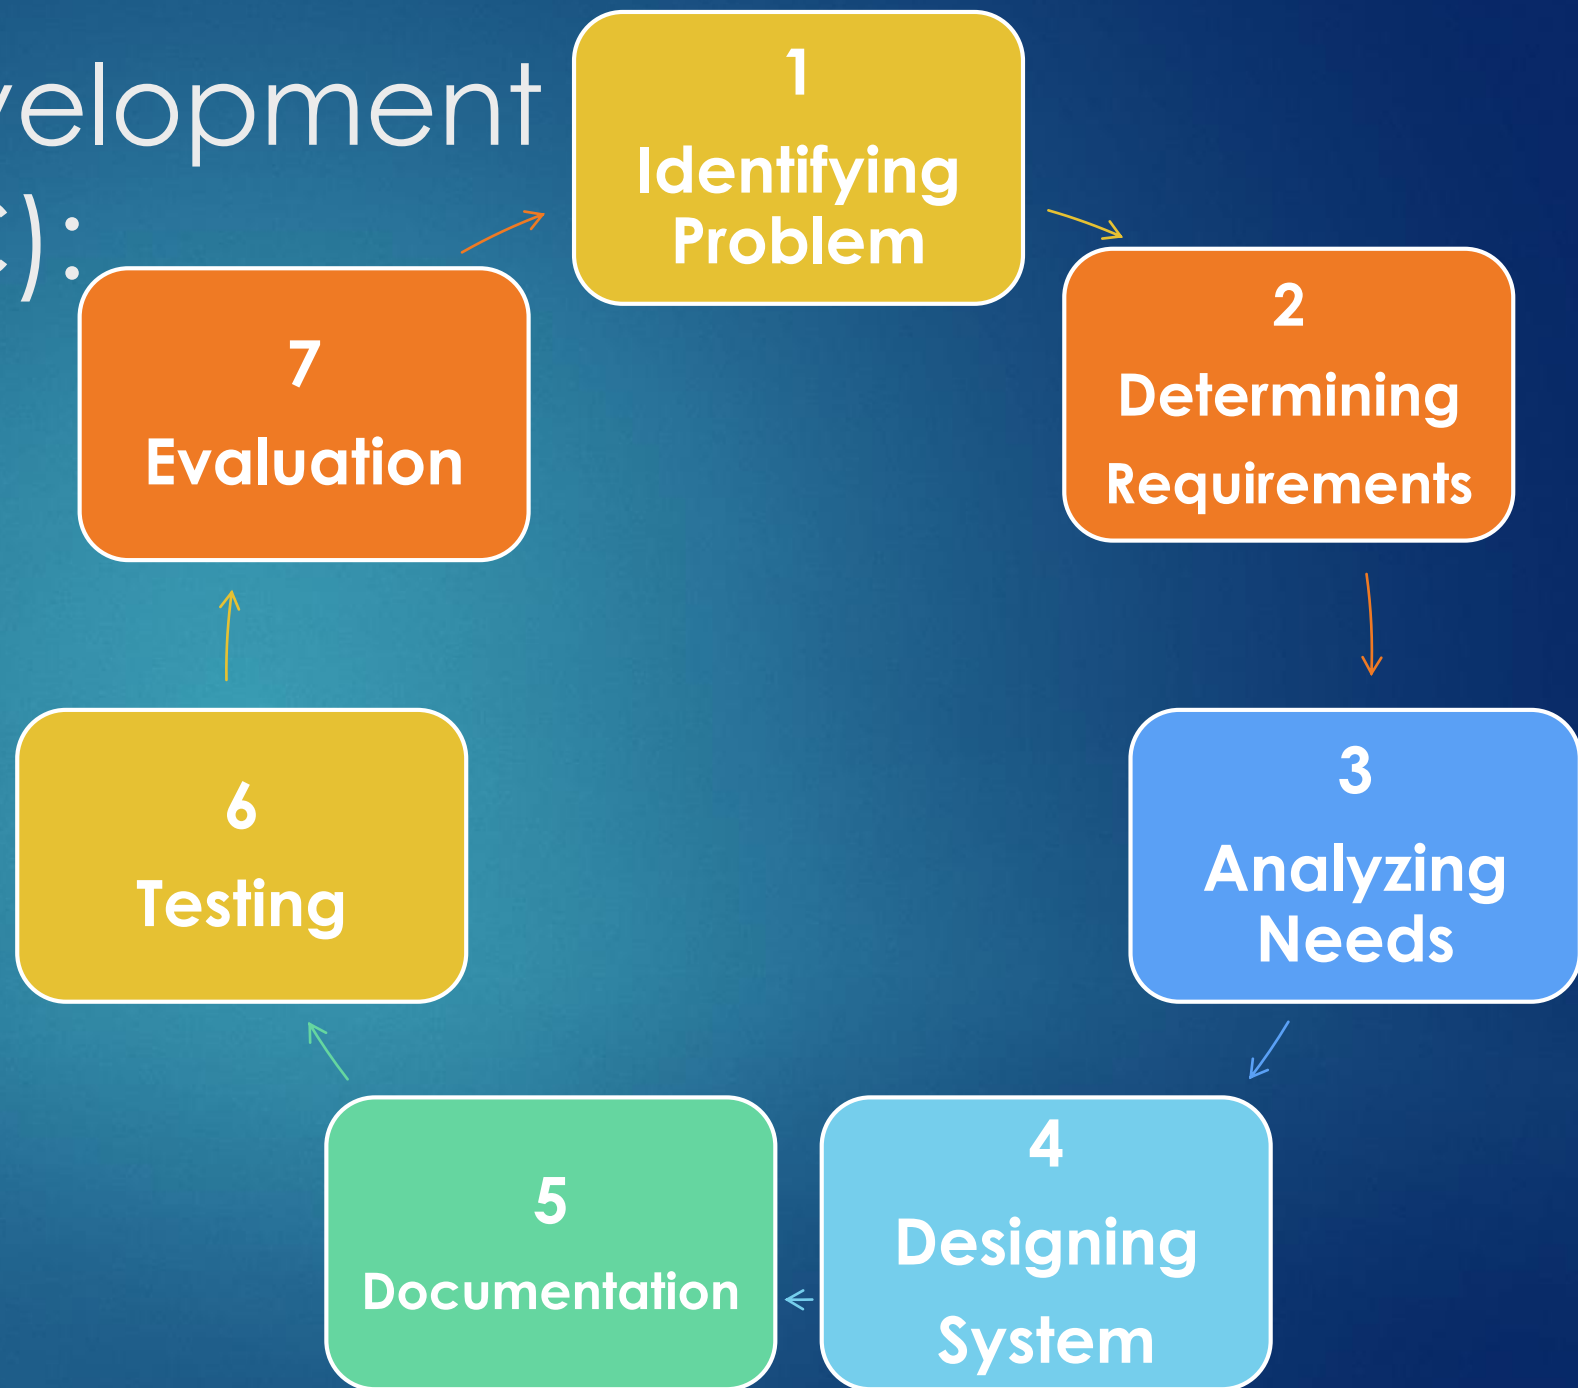 velopment
C):
1
Identifying
Problem
2
Determining
Requirements
3
Analyzing
Needs
4
Designing
System
5
Documentation
6
Testing
7
Evaluation